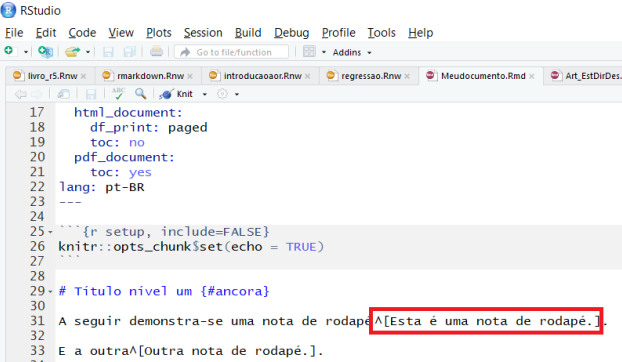 RStudio
File Edit Code View Plots Session Build Debug Profile Tools Help
Go to file/function Addins
livro_r5.Rnw rmarkdown.Rnw introducaoaor.Rnw regressao.Rnw Meudocumento.Rmd Art_EstDirDes.
ABC Knit
17 html_document:
18 df_print: paged
19 toc: no
20 pdf_document:
21 toc: yes
22 lang: pt-BR
23 ---
24
25 ```{r setup, include=FALSE}
26 knitr::opts_chunk$set(echo = TRUE)
27 ```
28
29 # Titulo nível um {#ancora}
30
31 A seguir demonstra-se uma nota de rodapé^[Esta é uma nota de rodapé.].
32
33 E a outra^[Outra nota de rodapé.].